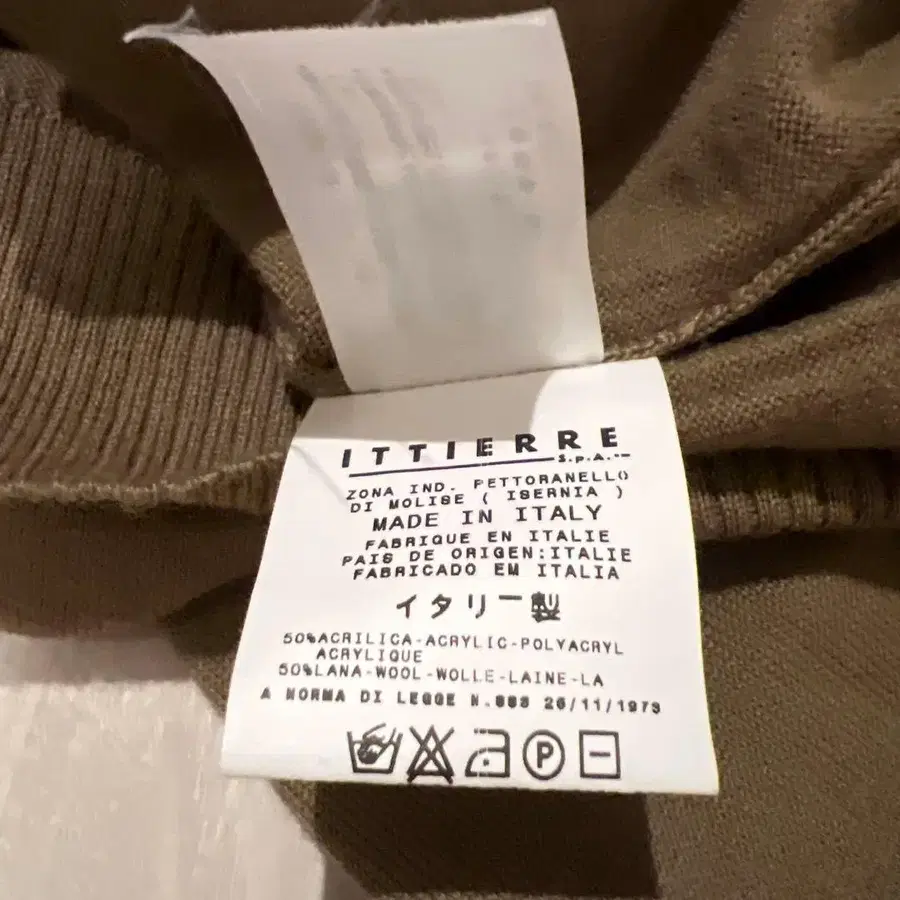 ITTIERRE
S.p.A.
ZONA IND. PETTORANELLO
DI MOLISE ( ISERNIA )
MADE IN ITALY
FABRIQUE EN ITALIE
PAIS DE ORIGEN:ITALIE
FABRICADO EM ITALIA
イタリー製
50%ACRILICA-ACRYLIC-POLYACRYL
ACRYLIQUE
50%LANA-WOOL-WOLLE-LAINE-LA
A NORMA DI LEGGE N.883 26/11/1973
P